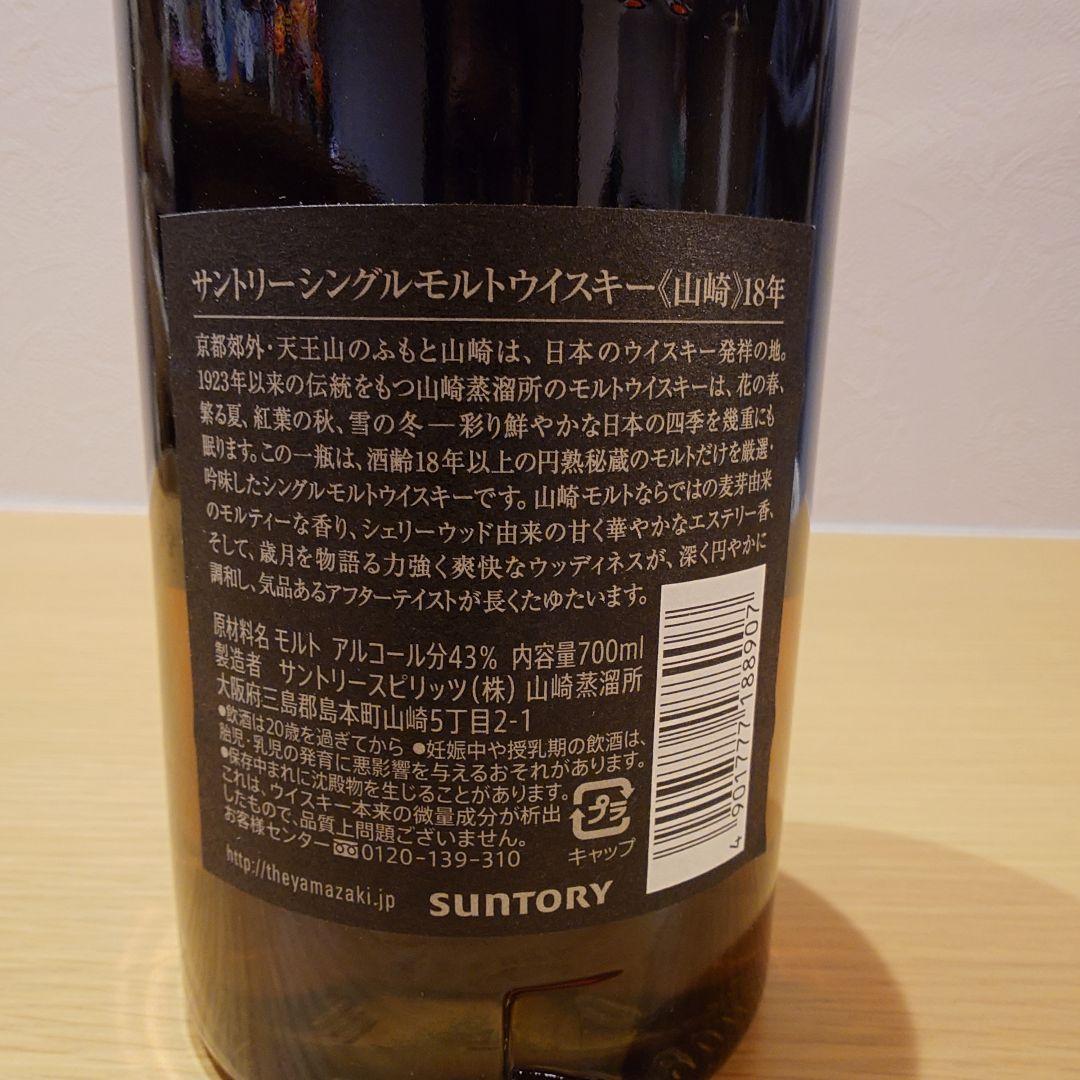 サントリーシングルモルトウイスキー《山崎》18年
京都郊外・天王山のふもと山崎は、日本のウイスキー発祥の地。
1923年以来の伝統をもつ山崎蒸溜所のモルトウイスキーは、花の春、
繁る夏、紅葉の秋、雪の冬―彩り鮮やかな日本の四季を幾重にも
眠ります。この一瓶は、酒齢18年以上の円熟秘蔵のモルトだけを厳選・
吟味したシングルモルトウイスキーです。山崎モルトならではの麦芽由来
のモルティーな香り、シェリーウッド由来の甘く華やかなエステリー香、
そして、歳月を物語る力強く爽快なウッディネスが、深く円やかに
調和し、気品あるアフターテイストが長くたゆたいます。
原材料名 モルト アルコール分43% 内容量700ml
製造者 サントリースピリッツ(株) 山崎蒸溜所
大阪府三島郡島本町山崎5丁目2-1
●飲酒は20歳を過ぎてから ●妊娠中や授乳期の飲酒は、
胎児・乳児の発育に悪影響を与えるおそれがあります。
●保存中まれに沈殿物を生じることがあります。
これは、ウイスキー本来の微量成分が析出
したもので、品質上問題ございません。
お客様センター 0120-139-310
http://theyamazaki.jp
SUNTORY
プラ
キャップ
4 901777 188907